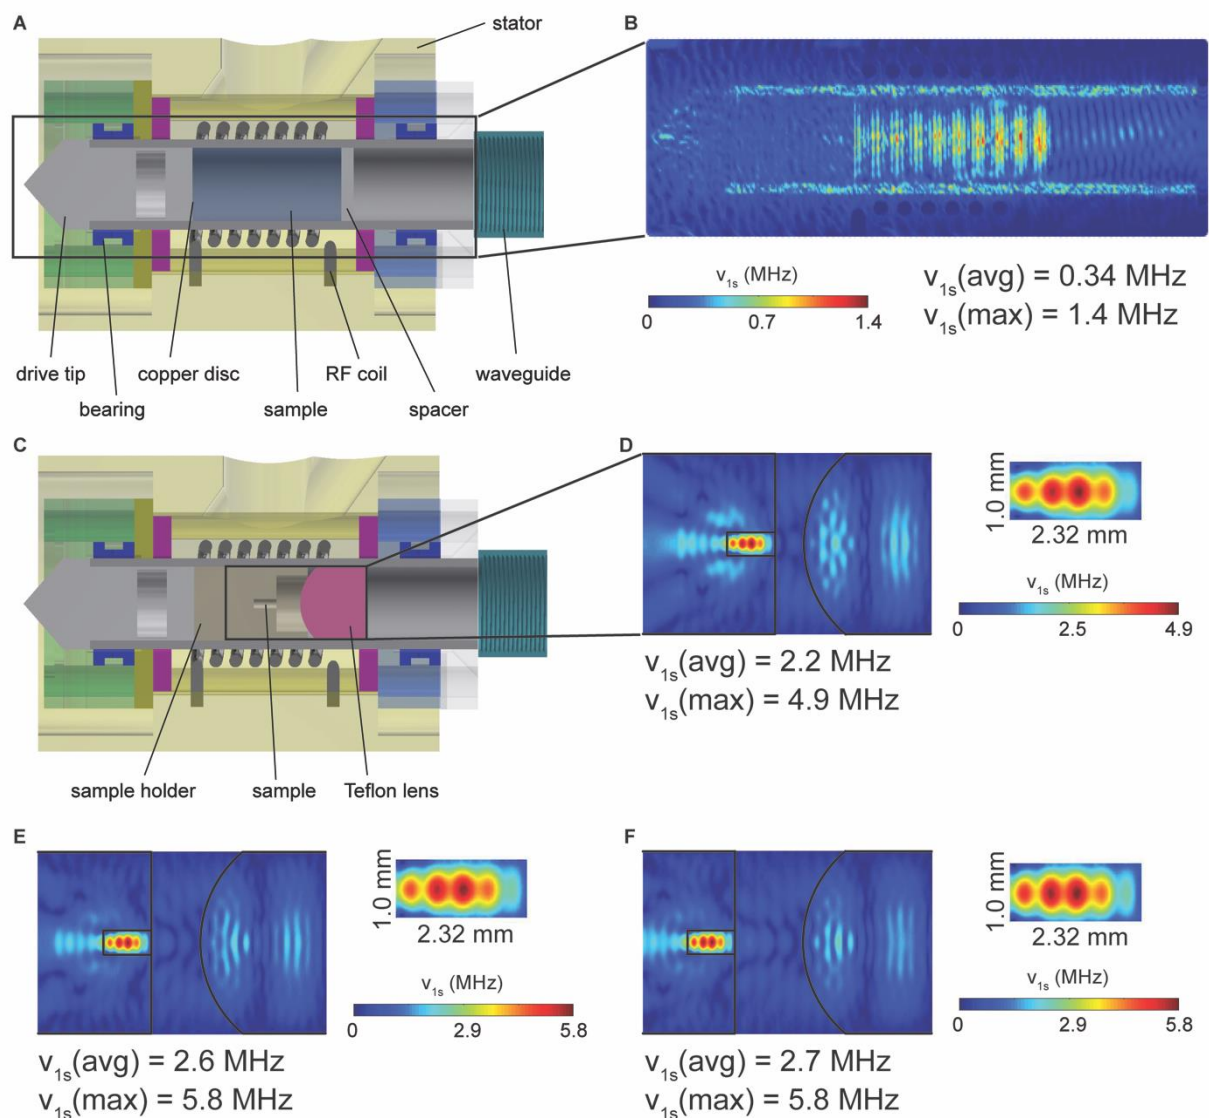 A
stator
B
v1s (MHz)
0
0.7
1.4
v1s(avg) = 0.34 MHz
v1s(max) = 1.4 MHz
drive tip
copper disc
RF coil
waveguide
bearing
sample
spacer
C
D
1.0 mm
2.32 mm
v1s (MHz)
0
2.5
4.9
v1s(avg) = 2.2 MHz
v1s(max) = 4.9 MHz
sample holder
sample
Teflon lens
E
1.0 mm
2.32 mm
v1s (MHz)
0
2.9
5.8
v1s(avg) = 2.6 MHz
v1s(max) = 5.8 MHz
F
1.0 mm
2.32 mm
v1s (MHz)
0
2.9
5.8
v1s(avg) = 2.7 MHz
v1s(max) = 5.8 MHz